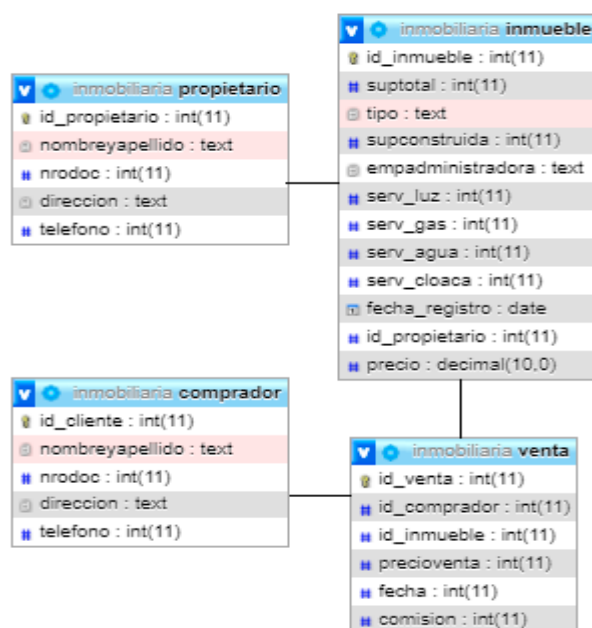 inmobiliaria propietario
id_propietario : int(11)
nombreyapellido : text
nrodoc : int(11)
direccion : text
telefono : int(11)
inmobiliaria inmueble
id_inmueble : int(11)
suptotal : int(11)
tipo : text
supconstruida : int(11)
empadministradora : text
serv_luz : int(11)
serv_gas : int(11)
serv_agua : int(11)
serv_cloaca : int(11)
fecha_registro : date
id_propietario : int(11)
precio : decimal(10,0)
inmobiliaria comprador
id_cliente : int(11)
nombreyapellido : text
nrodoc : int(11)
direccion : text
telefono : int(11)
inmobiliaria venta
id_venta : int(11)
id_comprador : int(11)
id_inmueble : int(11)
precioventa : int(11)
fecha : int(11)
comision : int(11)